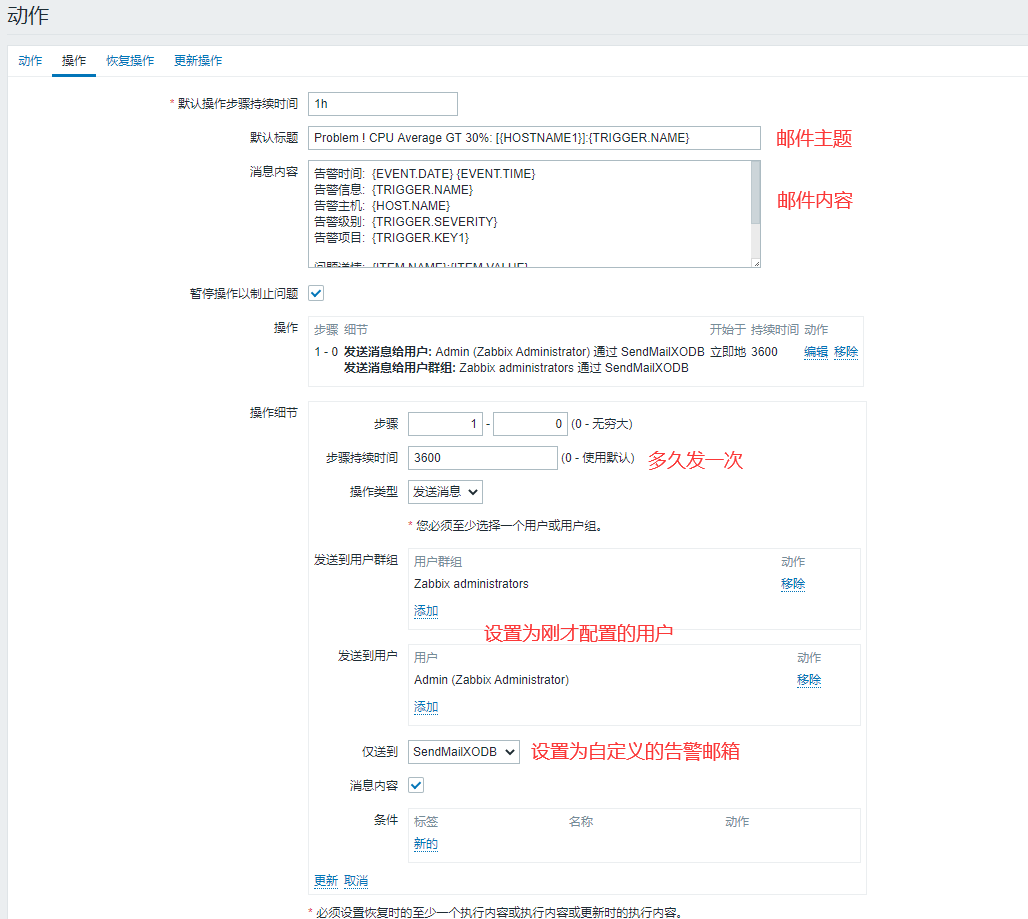 动作
动作 操作 恢复操作 更新操作
* 默认操作步骤持续时间 1h
默认标题 Problem ! CPU Average GT 30%: [{HOSTNAME1}]:{TRIGGER.NAME} 邮件主题
消息内容 告警时间: {EVENT.DATE} {EVENT.TIME}
告警信息: {TRIGGER.NAME}
告警主机: {HOST.NAME} 邮件内容
告警级别: {TRIGGER.SEVERITY}
告警项目: {TRIGGER.KEY1}
问题详情: {ITEM.NAME}:{ITEM.VALUE}
暂停操作以制止问题
操作 步骤 细节 开始于 持续时间 动作
1 - 0 发送消息给用户: Admin (Zabbix Administrator) 通过 SendMailXODB 立即地 3600 编辑 移除
发送消息给用户群组: Zabbix administrators 通过 SendMailXODB
操作细节
步骤 1 - 0 (0 - 无穷大)
步骤持续时间 3600 (0 - 使用默认) 多久发一次
操作类型 发送消息
* 您必须至少选择一个用户或用户组。
发送到用户群组 用户群组 动作
Zabbix administrators 移除
添加
设置为刚才配置的用户
发送到用户 用户 动作
Admin (Zabbix Administrator) 移除
添加
仅送到 SendMailXODB 设置为自定义的告警邮箱
消息内容
条件 标签 名称 动作
新的
更新 取消
* 必须设置恢复时的至少一个执行内容或执行内容或更新时的执行内容。